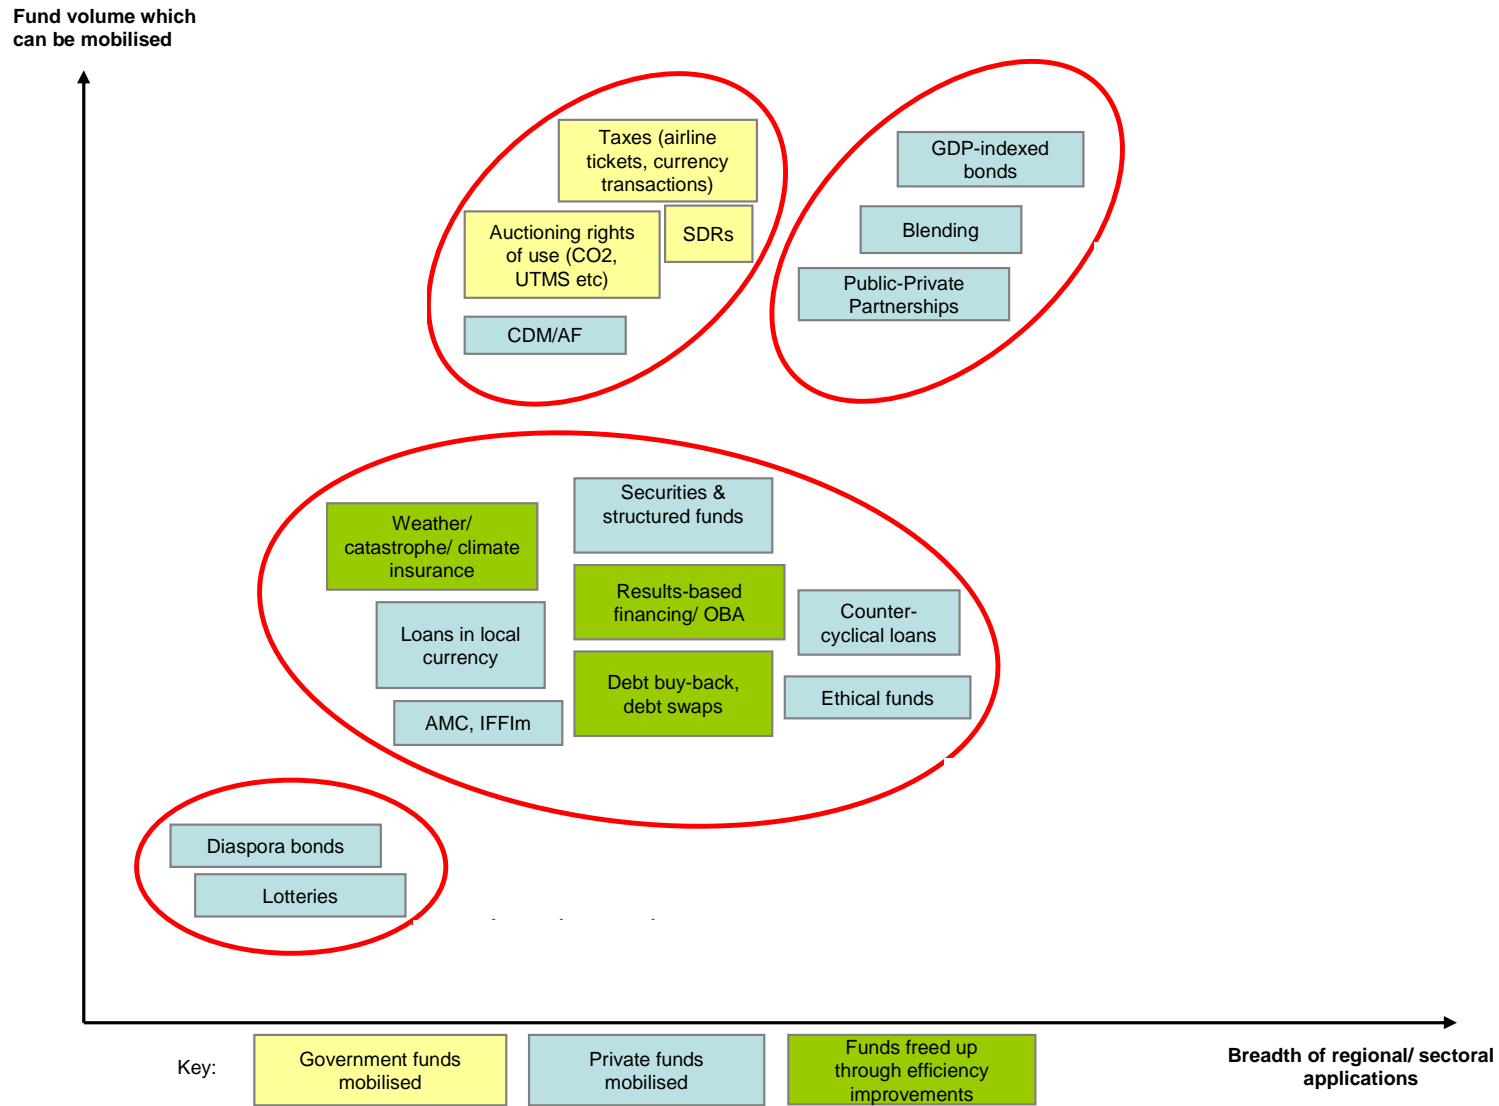 Fund volume which
can be mobilised
Taxes (airline
tickets, currency
transactions)
GDP-indexed
bonds
Auctioning rights
of use (CO2,
UTMS etc)
SDRs
Blending
Public-Private
Partnerships
CDM/AF
Securities &
structured funds
Weather/
catastrophe/ climate
insurance
Results-based
financing/ OBA
Counter-
cyclical loans
Loans in local
currency
Debt buy-back,
debt swaps
Ethical funds
AMC, IFFIm
Diaspora bonds
Lotteries
Key:
Government funds
mobilised
Private funds
mobilised
Funds freed up
through efficiency
improvements
Breadth of regional/ sectoral
applications